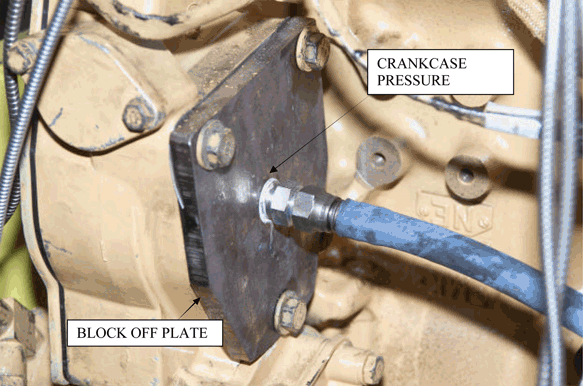 CRANKCASE
PRESSURE
BLOCK OFF PLATE